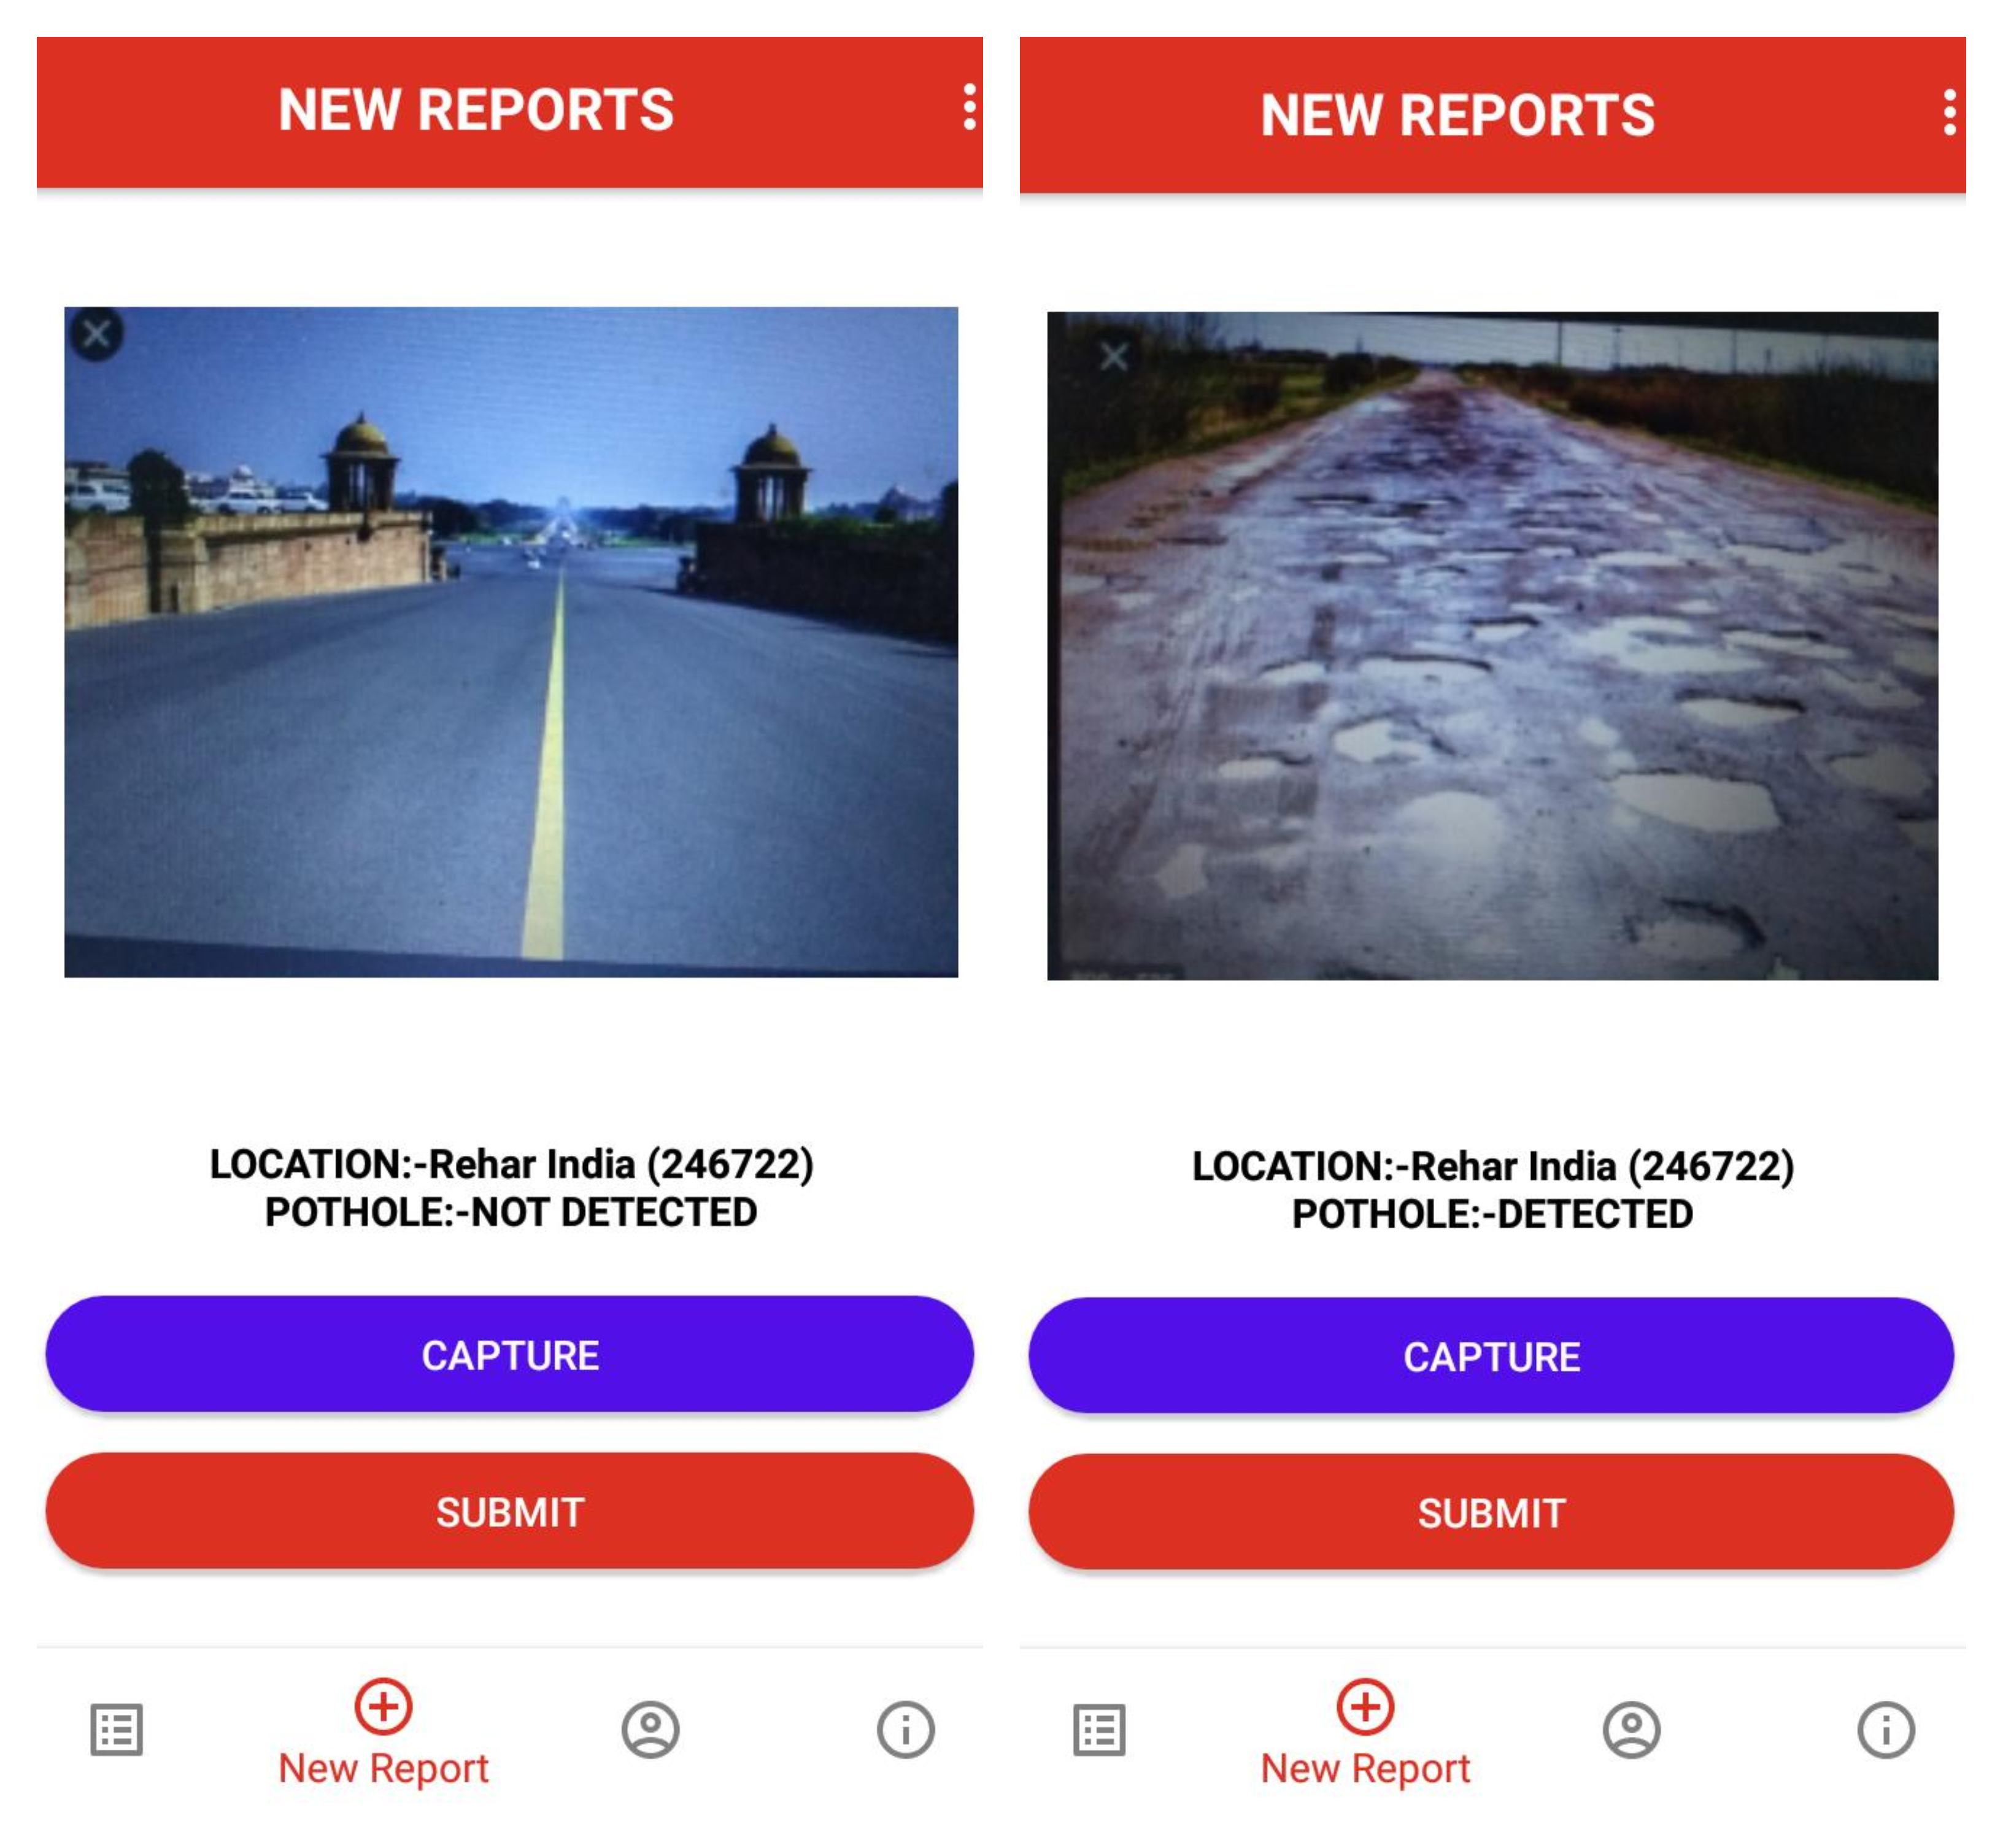 NEW REPORTS
LOCATION:-Rehar India (246722)
POTHOLE:-NOT DETECTED
CAPTURE
SUBMIT
New Report
NEW REPORTS
LOCATION:-Rehar India (246722)
POTHOLE:-DETECTED
CAPTURE
SUBMIT
New Report